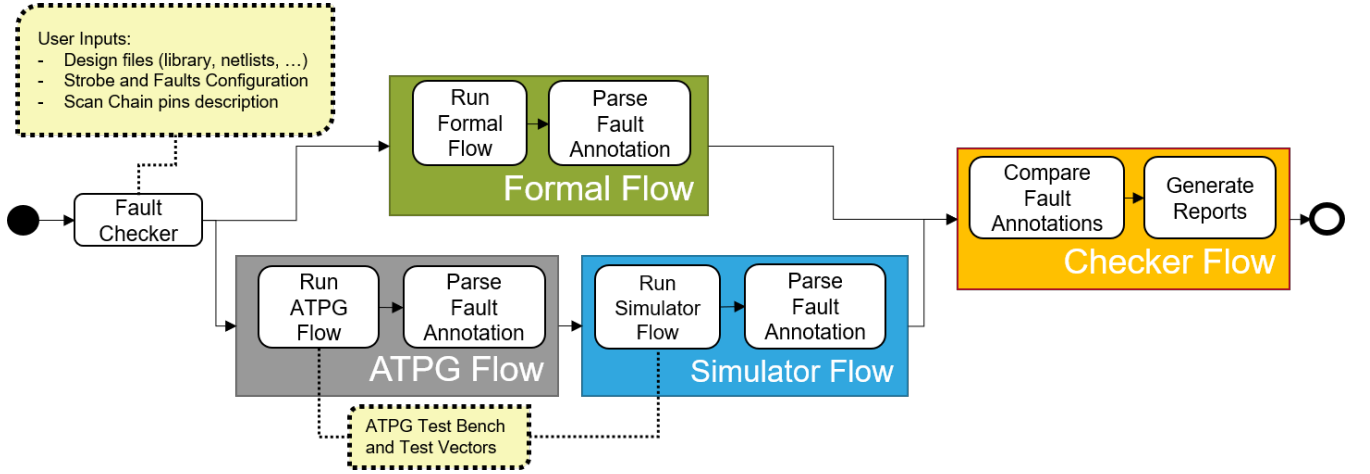 User Inputs:
- Design files (library, netlists, …)
- Strobe and Faults Configuration
- Scan Chain pins description
Fault
Checker
Run
Formal
Flow
Parse
Fault
Annotation
Formal Flow
Run
ATPG
Flow
Parse
Fault
Annotation
ATPG Flow
Run
Simulator
Flow
Parse
Fault
Annotation
Simulator Flow
ATPG Test Bench
and Test Vectors
Compare
Fault
Annotations
Generate
Reports
Checker Flow